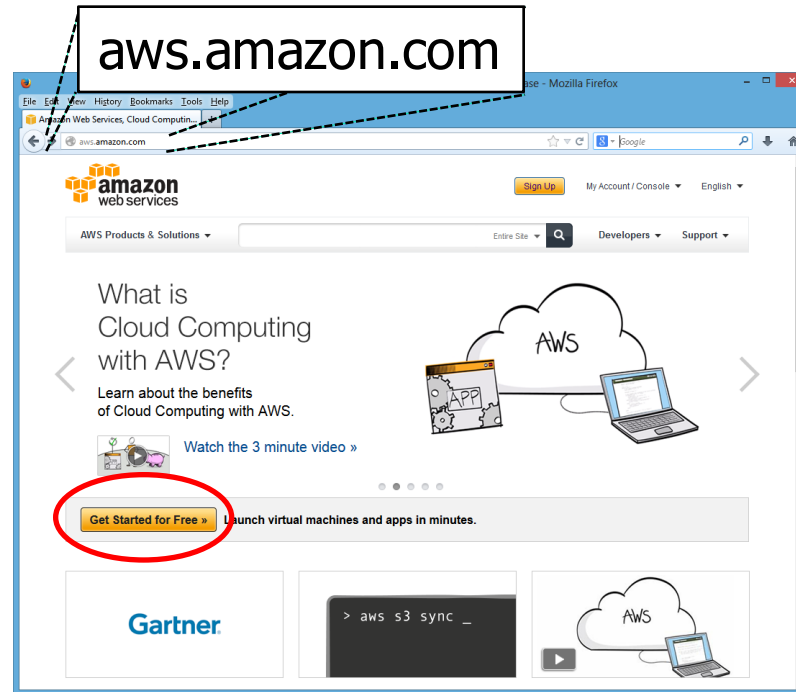 aws.amazon.com
ase - Mozilla Firefox
File Edit View History Bookmarks Tools Help
Amazon Web Services, Cloud Computin...
aws.amazon.com
Google
amazon
web services
Sign Up
My Account / Console
English
AWS Products & Solutions
Entire Site
Developers
Support
What is
Cloud Computing
with AWS?
Learn about the benefits
of Cloud Computing with AWS.
Watch the 3 minute video »
AWS
APP
Get Started for Free »
Launch virtual machines and apps in minutes.
Gartner
> aws s3 sync _
AWS